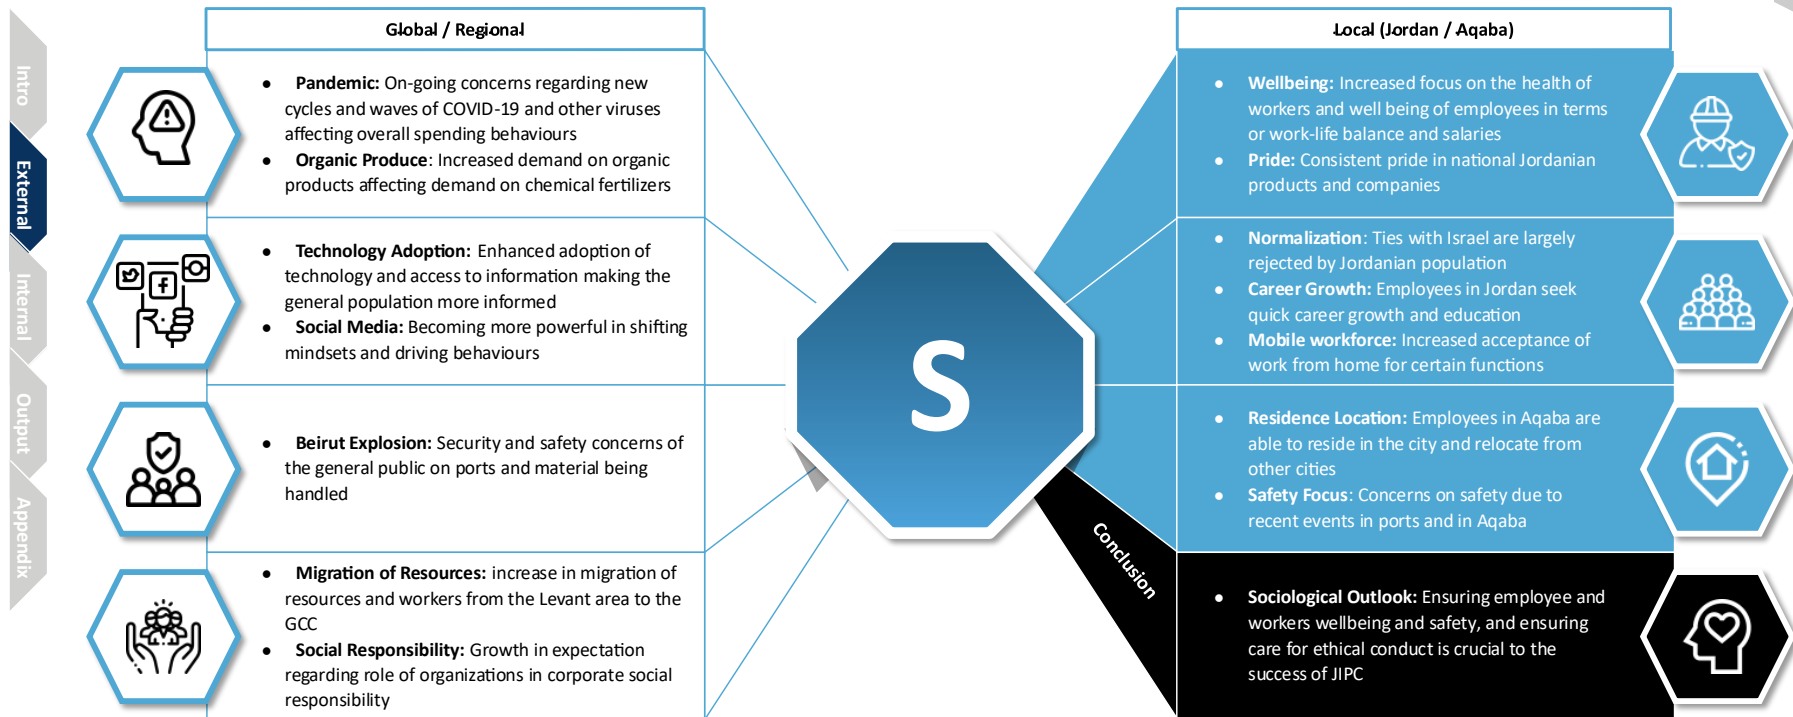 Intro
External
Internal
Output
Appendix
Global / Regional
● Pandemic: On-going concerns regarding new
cycles and waves of COVID-19 and other viruses
affecting overall spending behaviours
● Organic Produce: Increased demand on organic
products affecting demand on chemical fertilizers
● Technology Adoption: Enhanced adoption of
technology and access to information making the
general population more informed
● Social Media: Becoming more powerful in shifting
mindsets and driving behaviours
● Beirut Explosion: Security and safety concerns of
the general public on ports and material being
handled
● Migration of Resources: increase in migration of
resources and workers from the Levant area to the
GCC
● Social Responsibility: Growth in expectation
regarding role of organizations in corporate social
responsibility
S
Local (Jordan / Aqaba)
● Wellbeing: Increased focus on the health of
workers and well being of employees in terms
or work-life balance and salaries
● Pride: Consistent pride in national Jordanian
products and companies
● Normalization: Ties with Israel are largely
rejected by Jordanian population
● Career Growth: Employees in Jordan seek
quick career growth and education
● Mobile workforce: Increased acceptance of
work from home for certain functions
● Residence Location: Employees in Aqaba are
able to reside in the city and relocate from
other cities
● Safety Focus: Concerns on safety due to
recent events in ports and in Aqaba
Conclusion
● Sociological Outlook: Ensuring employee and
workers wellbeing and safety, and ensuring
care for ethical conduct is crucial to the
success of JIPC